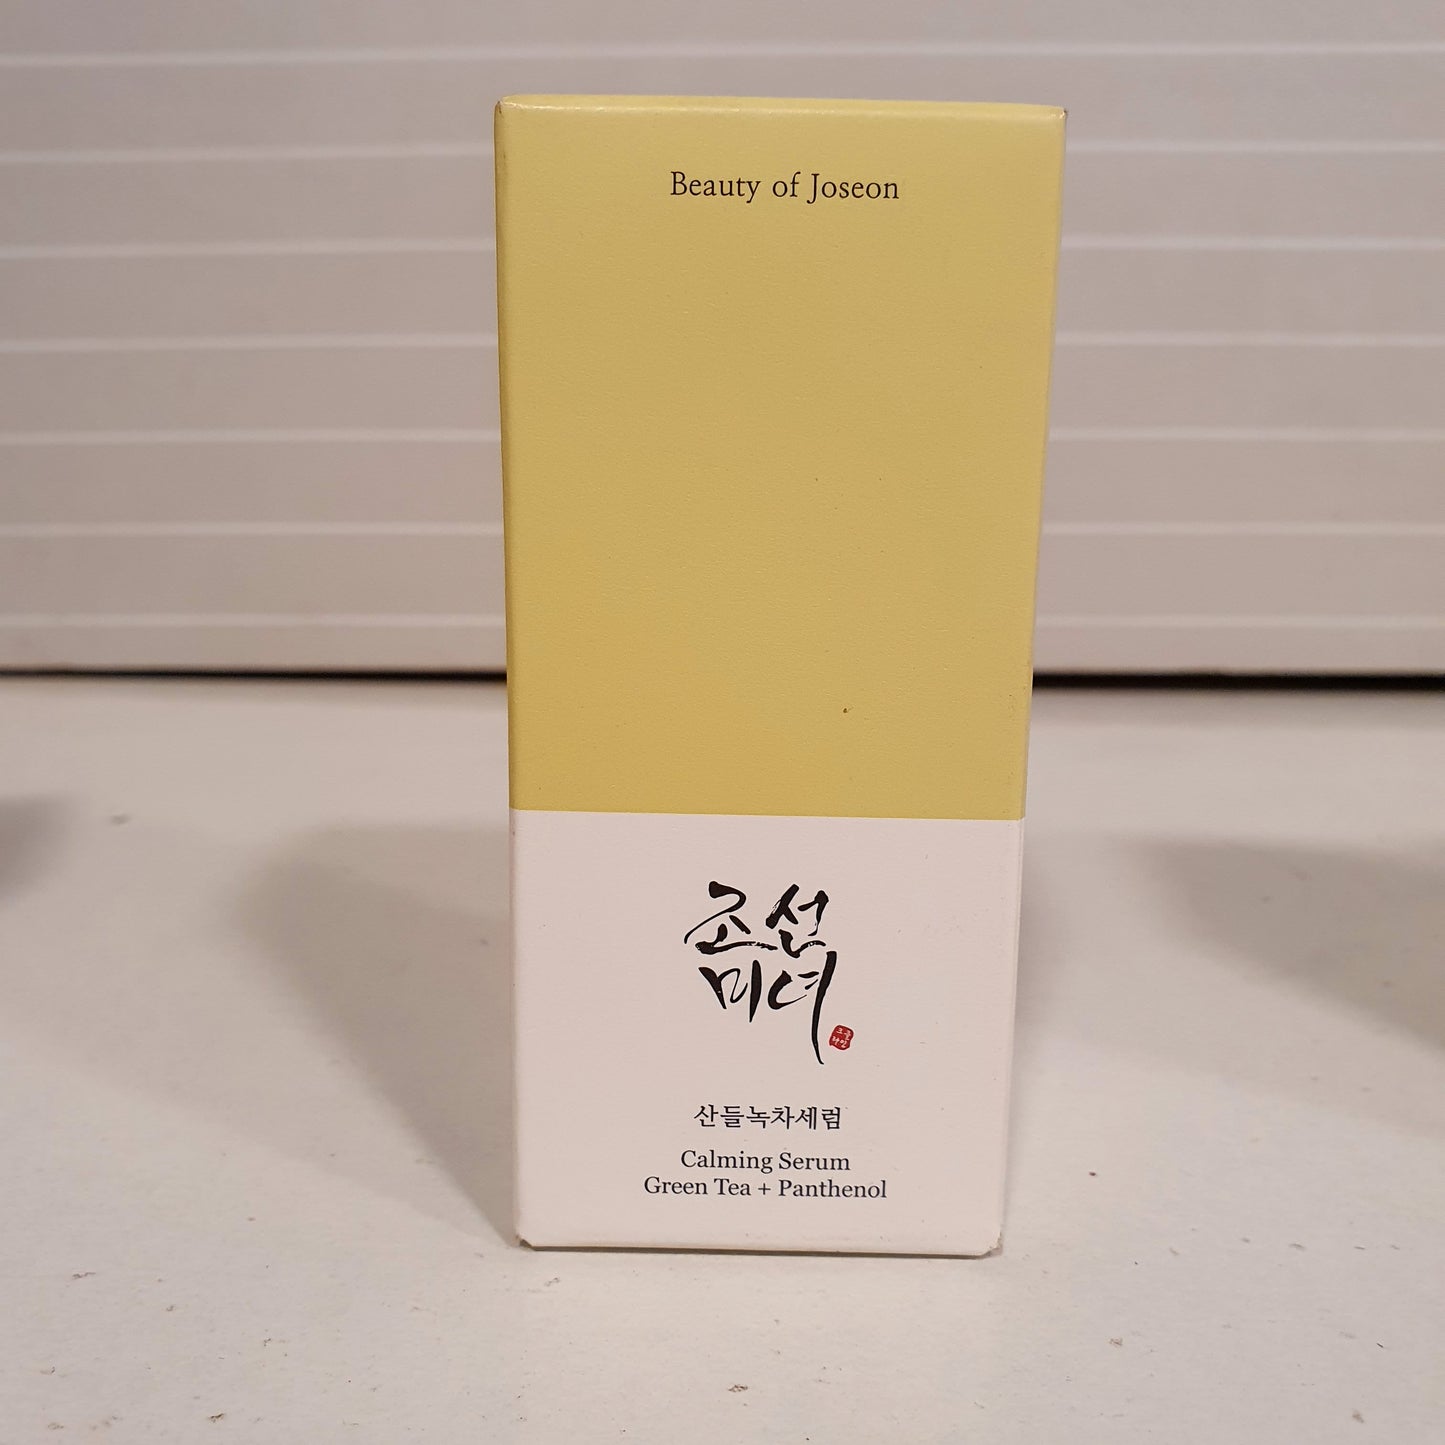 Beauty of Joseon
조선
미녀
산들녹차세럼
Calming Serum
Green Tea + Panthenol